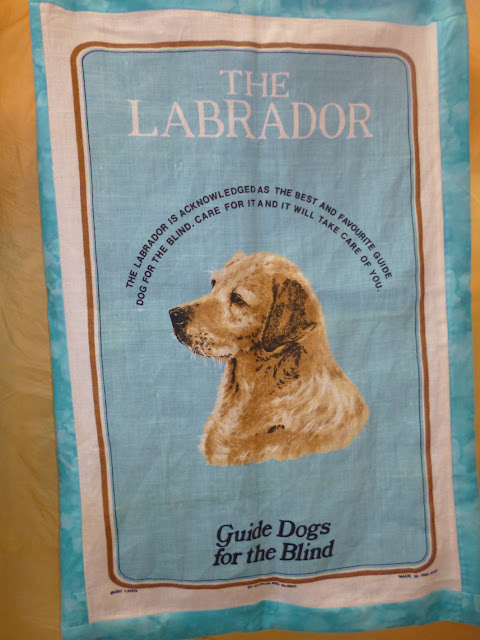 THE
LABRADOR
THE LABRADOR IS ACKNOWLEDGED AS THE BEST AND FAVOURITE GUIDE
DOG FOR THE BLIND. CARE FOR IT AND IT WILL TAKE CARE OF YOU.
Guide Dogs
for the Blind